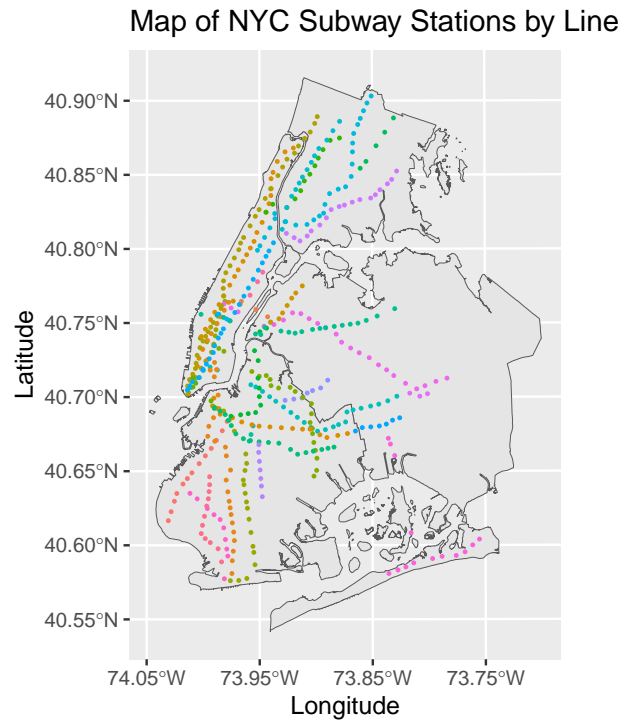 Map of NYC Subway Stations by Line
40.90°N
40.85°N
40.80°N
40.75°N
40.70°N
40.65°N
40.60°N
40.55°N
74.05°W 73.95°W 73.85°W 73.75°W
Longitude
Latitude